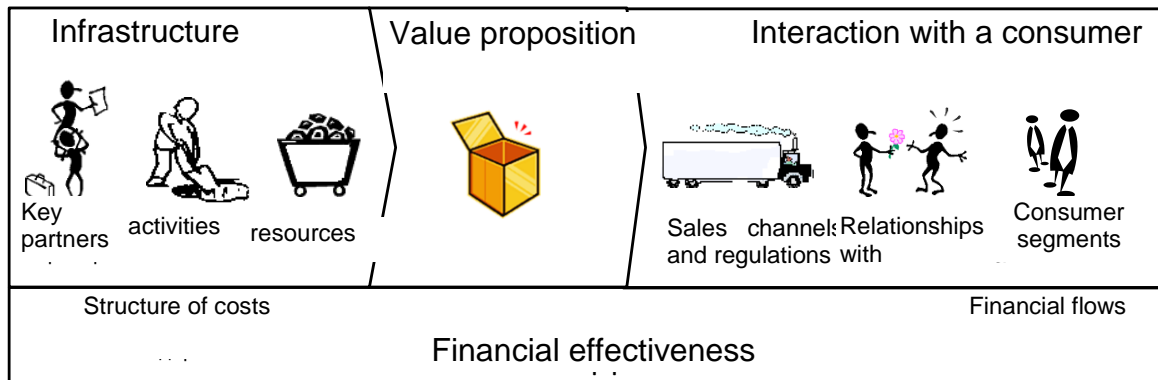 Infrastructure
Value proposition
Interaction with a consumer
Key
partners
activities
resources
Sales channels
and regulations
Relationships
with
Consumer
segments
Structure of costs
Financial flows
Financial effectiveness